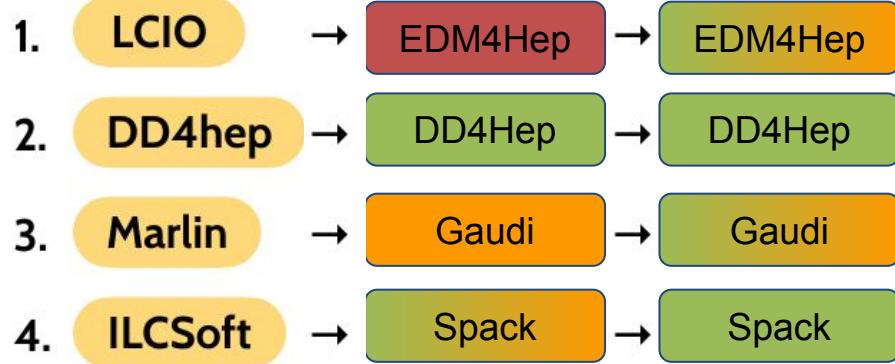 1. LCIO → EDM4Hep → EDM4Hep
2. DD4hep → DD4Hep → DD4Hep
3. Marlin → Gaudi → Gaudi
4. ILCSoft → Spack → Spack